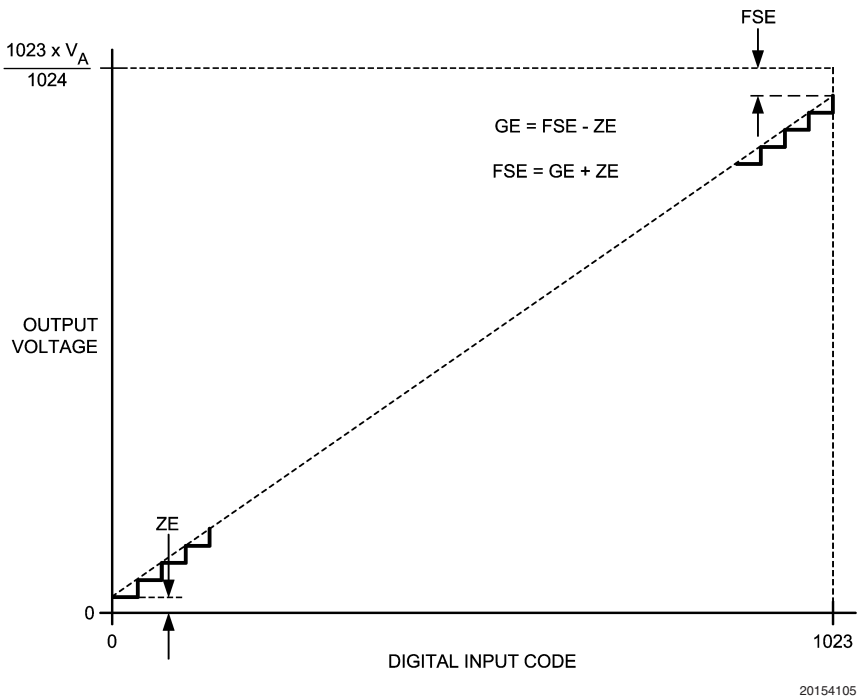 FSE
1023 x VA
1024
GE = FSE - ZE
FSE = GE + ZE
OUTPUT
VOLTAGE
ZE
0
0
1023
DIGITAL INPUT CODE
20154105